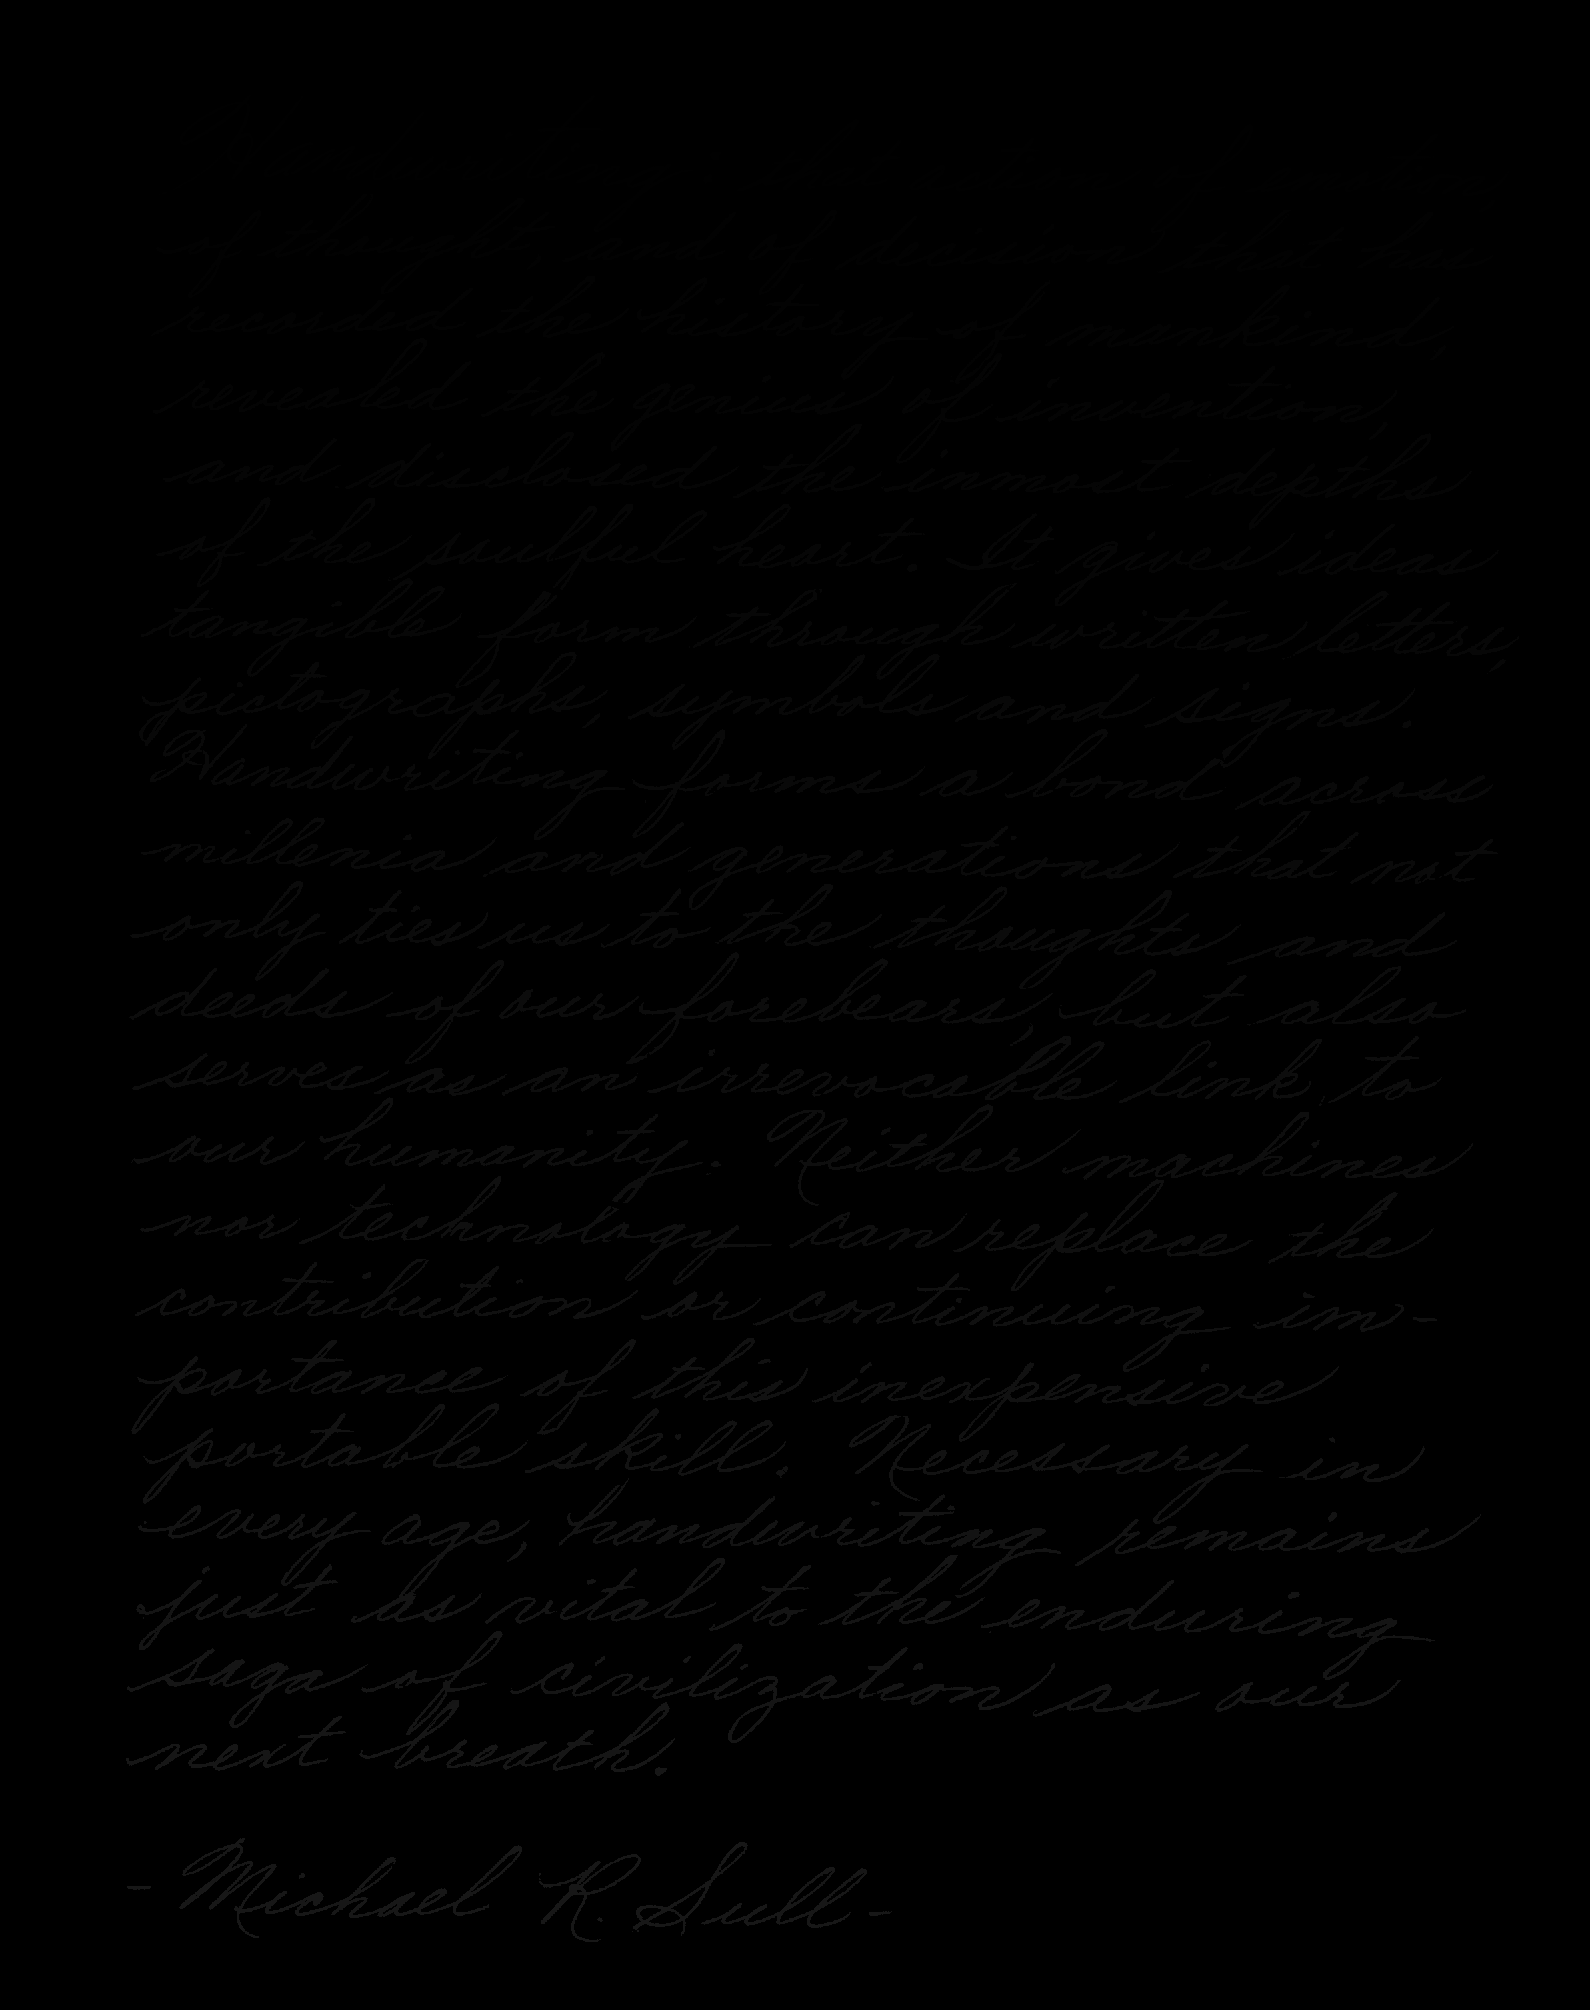 of thought, and of decision that has
recorded the history of mankind,
revealed the genius of invention,
and disclosed the inmost depths
of the soulful heart. It gives ideas
tangible form through written letters,
pictographs, symbols and signs.
Handwriting forms a bond across
millenia and generations that not
only ties us to the thoughts and
deeds of our forebears, but also
serves as an irrevocable link to
our humanity. Neither machines
nor technology can replace the
contribution or continuing im-
portance of this inexpensive
portable skill. Necessary in
every age, handwriting remains
just as vital to the enduring
saga of civilization as our
next breath.
- Michael R. Sull -